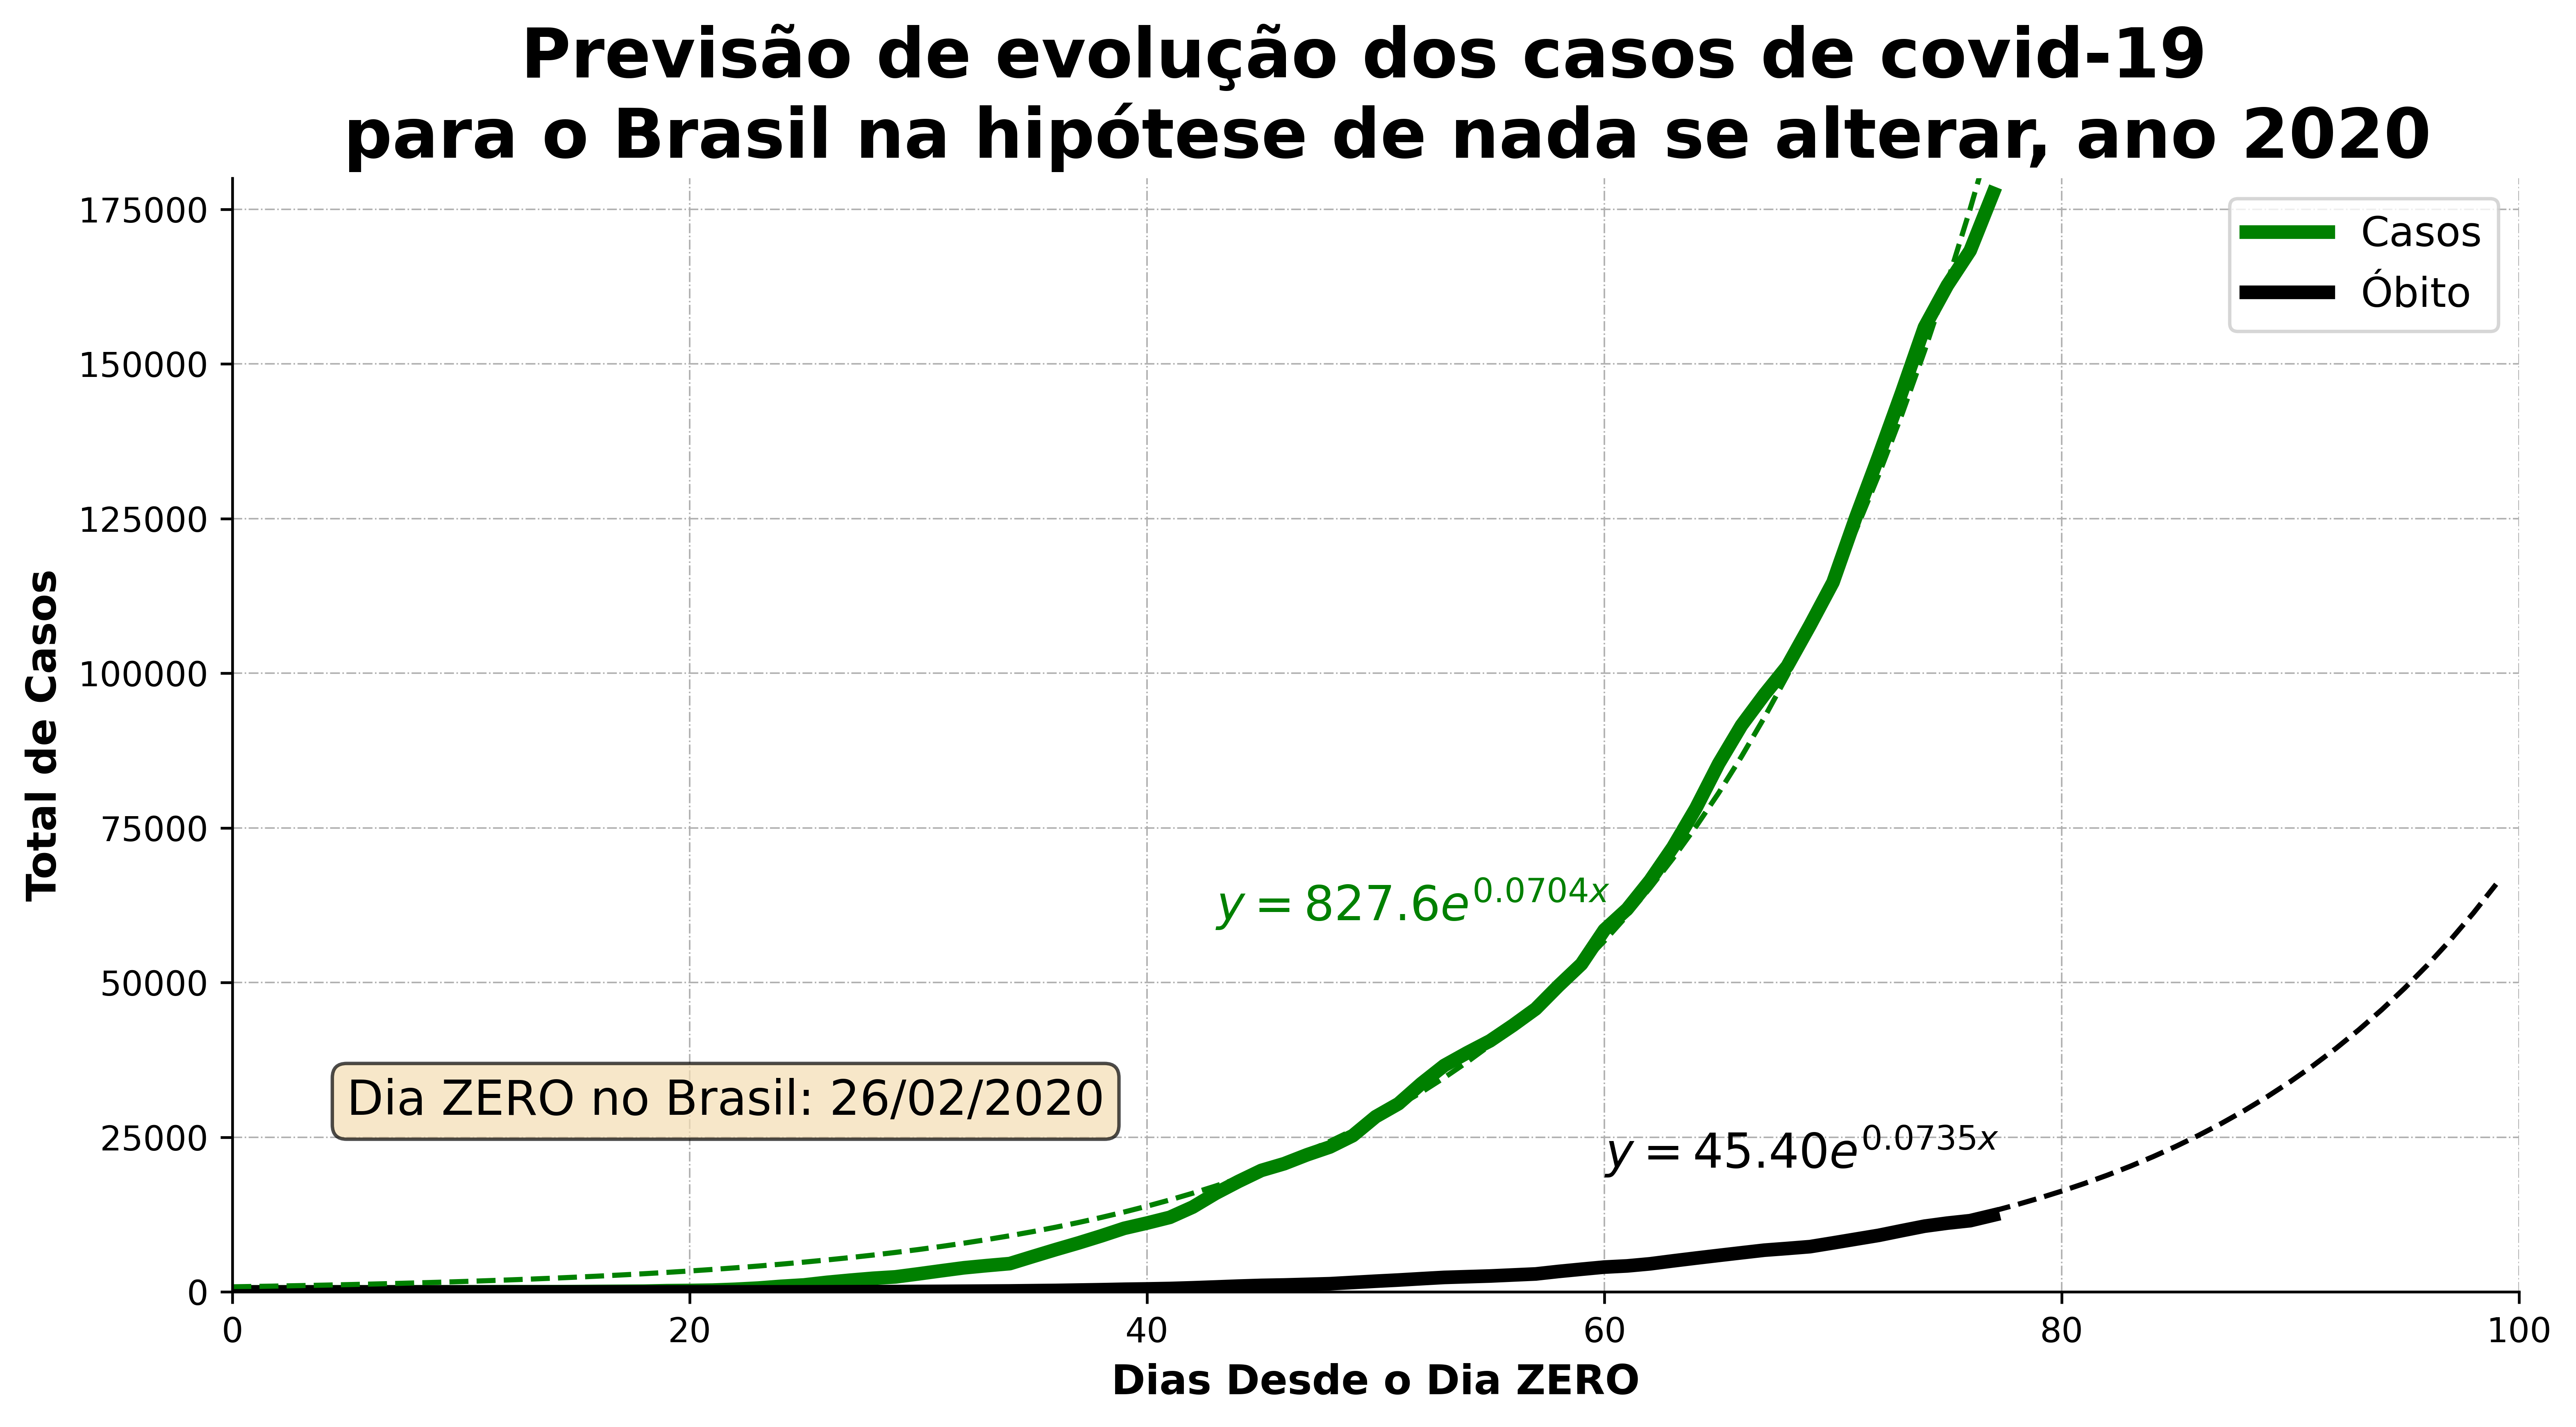 Previsão de evolução dos casos de covid-19
para o Brasil na hipótese de nada se alterar, ano 2020
175000
150000
125000
100000
75000
50000
25000
0
Total de Casos
Casos
Óbito
y = 827.6e^{0.0704x}
Dia ZERO no Brasil: 26/02/2020
y = 45.40e^{0.0735x}
0 20 40 60 80 100
Dias Desde o Dia ZERO